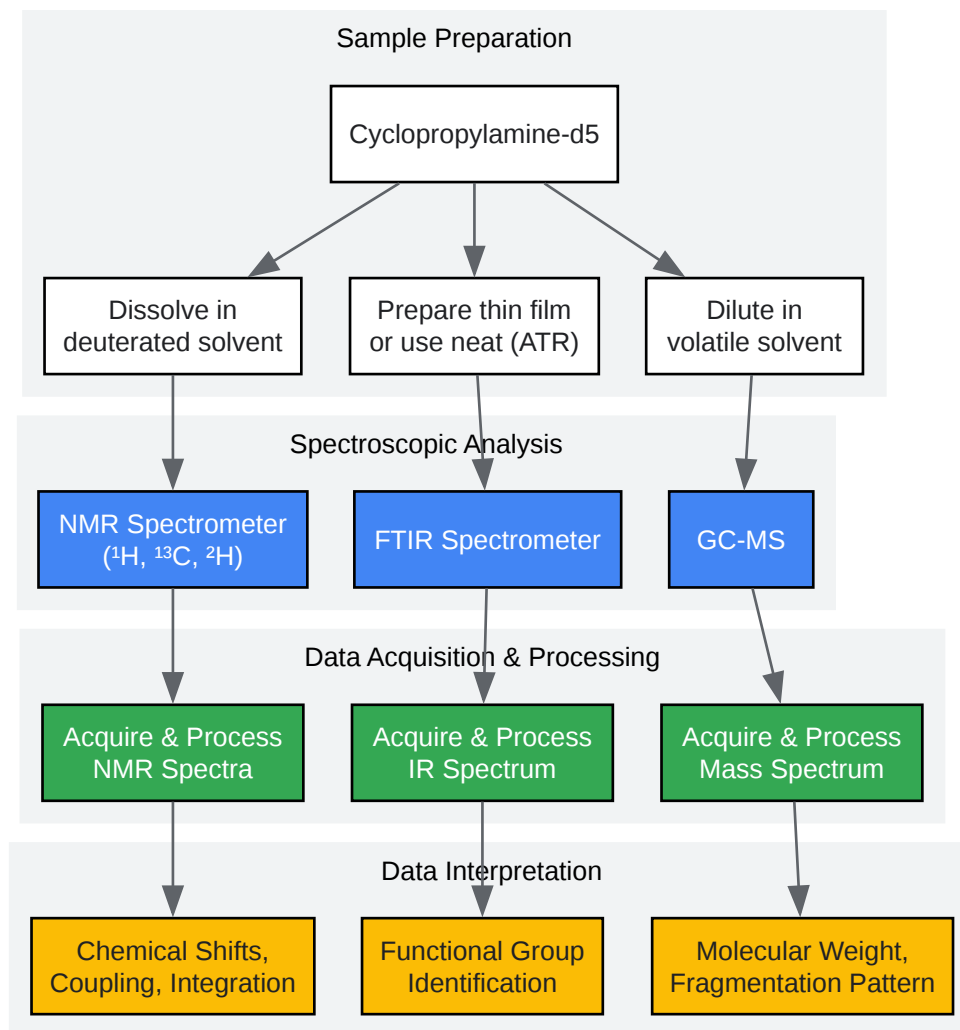 Sample Preparation
Cyclopropylamine-d5
Dissolve in
deuterated solvent
Prepare thin film
or use neat (ATR)
Dilute in
volatile solvent
Spectroscopic Analysis
NMR Spectrometer
(¹H, ¹³C, ²H)
FTIR Spectrometer
GC-MS
Data Acquisition & Processing
Acquire & Process
NMR Spectra
Acquire & Process
IR Spectrum
Acquire & Process
Mass Spectrum
Data Interpretation
Chemical Shifts,
Coupling, Integration
Functional Group
Identification
Molecular Weight,
Fragmentation Pattern